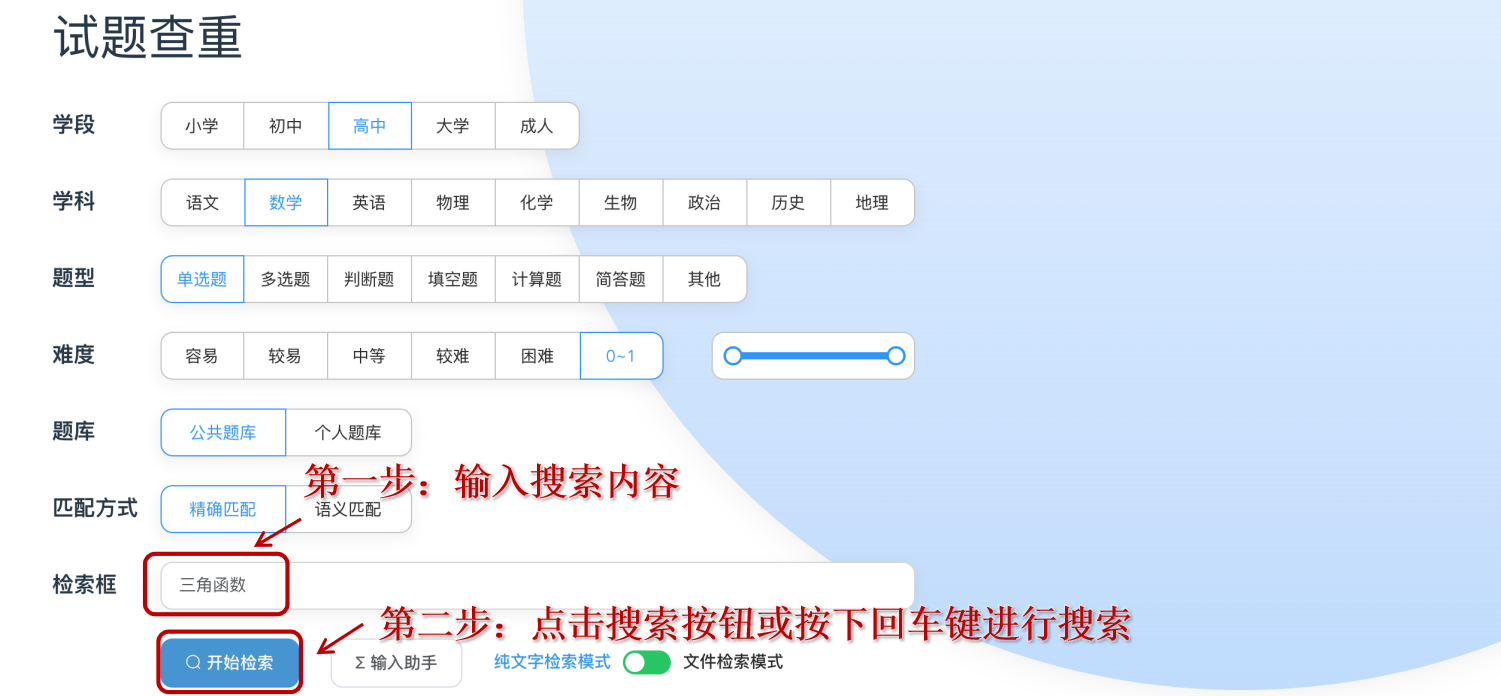 试题查重
学段 小学 初中 高中 大学 成人
学科 语文 数学 英语 物理 化学 生物 政治 历史 地理
题型 单选题 多选题 判断题 填空题 计算题 简答题 其他
难度 容易 较易 中等 较难 困难 0~1
题库 公共题库 个人题库
第一步：输入搜索内容
匹配方式 精确匹配 语义匹配
检索框 三角函数
第二步：点击搜索按钮或按下回车键进行搜索
开始检索 Σ 输入助手 纯文字检索模式 文件检索模式